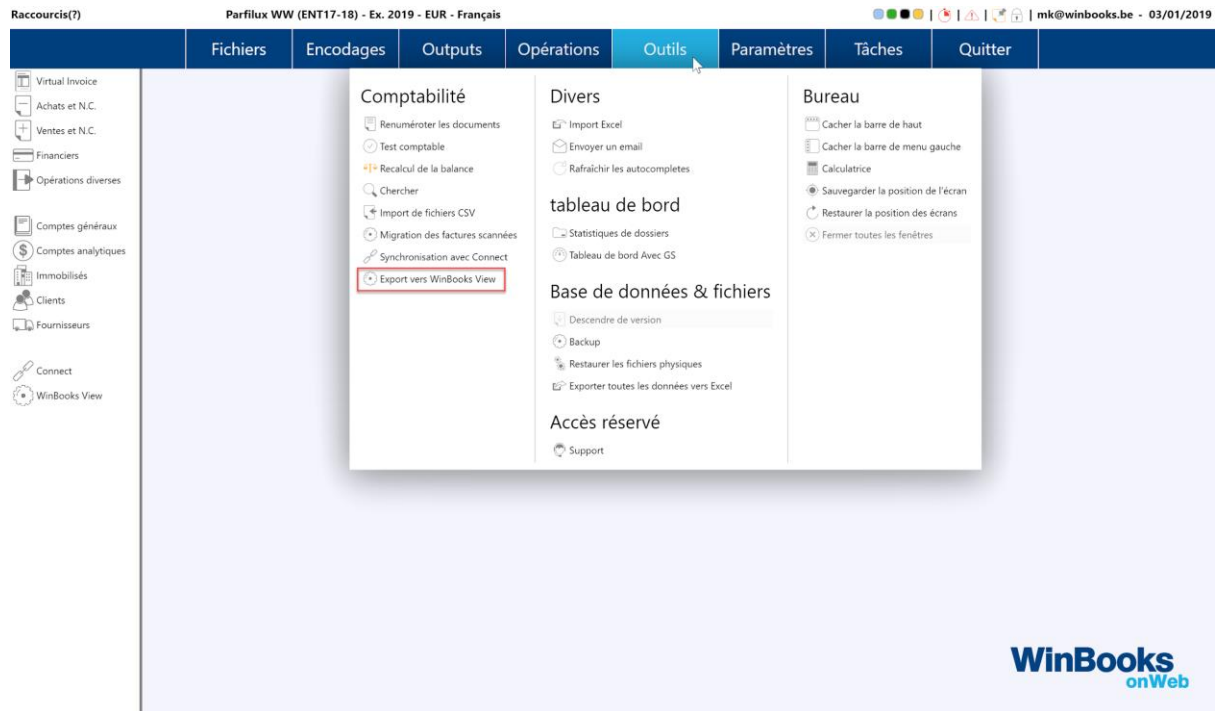 Raccourcis(?)
Parfilux WW (ENT17-18) - Ex. 2019 - EUR - Français
| | | | mk@winbooks.be - 03/01/2019
Fichiers
Encodages
Outputs
Opérations
Outils
Paramètres
Tâches
Quitter
Virtual Invoice
Achats et N.C.
Ventes et N.C.
Financiers
Opérations diverses
Comptes généraux
Comptes analytiques
Immobilisés
Clients
Fournisseurs
Connect
WinBooks View
Comptabilité
Renuméroter les documents
Test comptable
Recalcul de la balance
Chercher
Import de fichiers CSV
Migration des factures scannées
Synchronisation avec Connect
Export vers WinBooks View
Divers
Import Excel
Envoyer un email
Rafraîchir les autocompletes
tableau de bord
Statistiques de dossiers
Tableau de bord Avec GS
Base de données & fichiers
Descendre de version
Backup
Restaurer les fichiers physiques
Exporter toutes les données vers Excel
Accès réservé
Support
Bureau
Cacher la barre de haut
Cacher la barre de menu gauche
Calculatrice
Sauvegarder la position de l'écran
Restaurer la position des écrans
Fermer toutes les fenêtres
WinBooks
onWeb